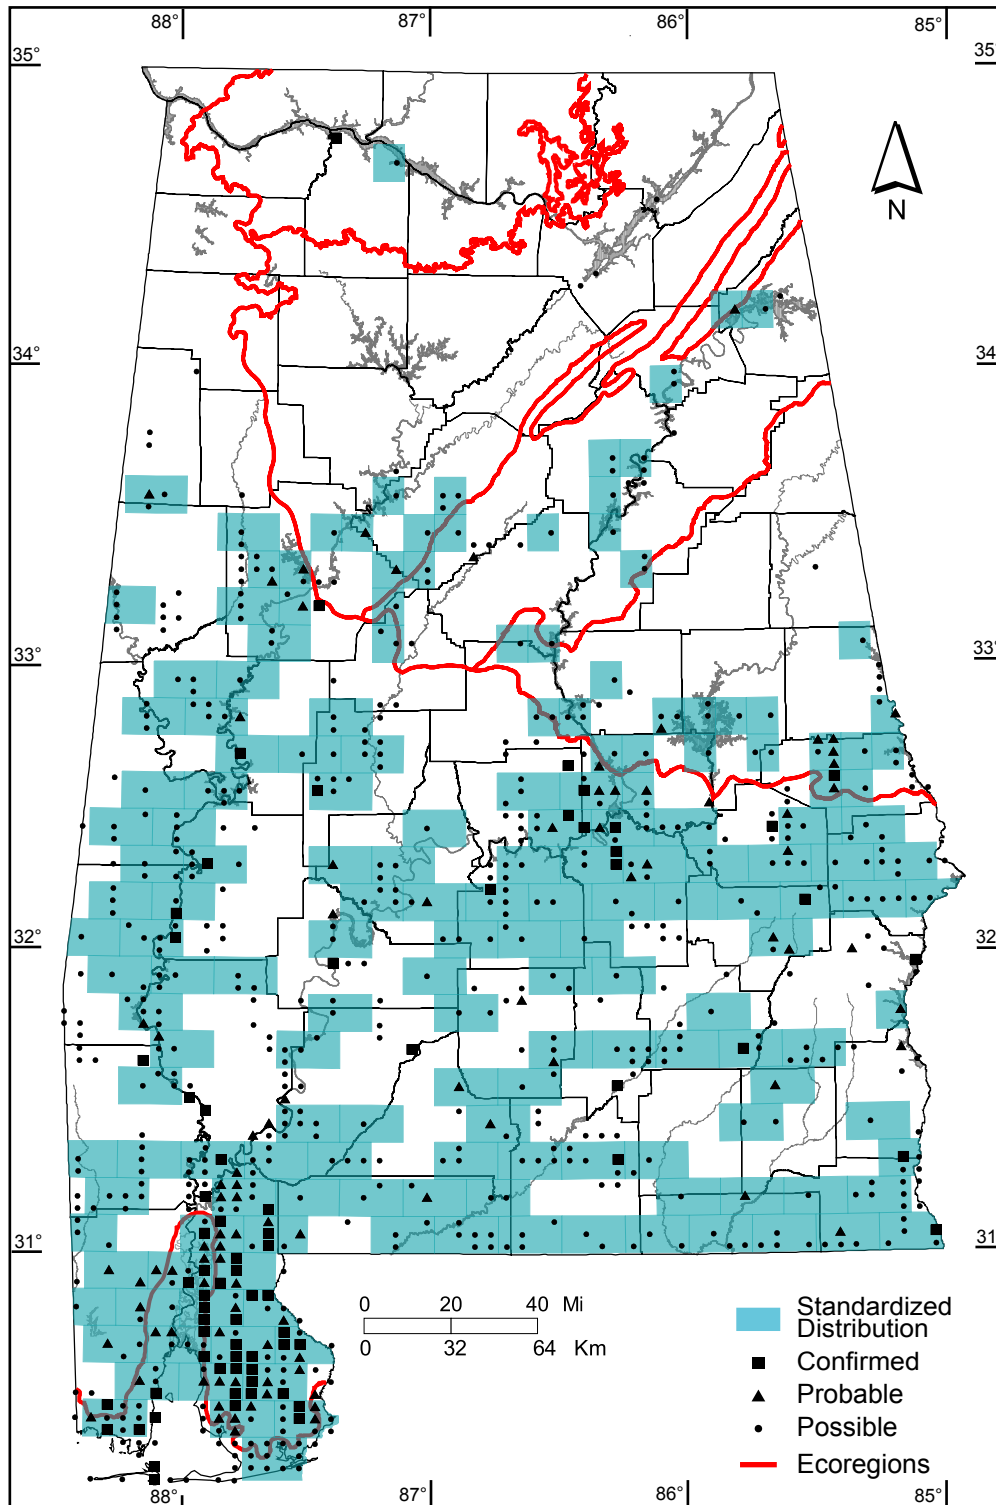 88° 87° 86° 85°
35° 35°
N
34° 34
33° 33°
32° 32
31° 31
0 20 40 Mi
0 32 64 Km
Standardized
Distribution
Confirmed
Probable
Possible
Ecoregions
88° 87° 86° 85°